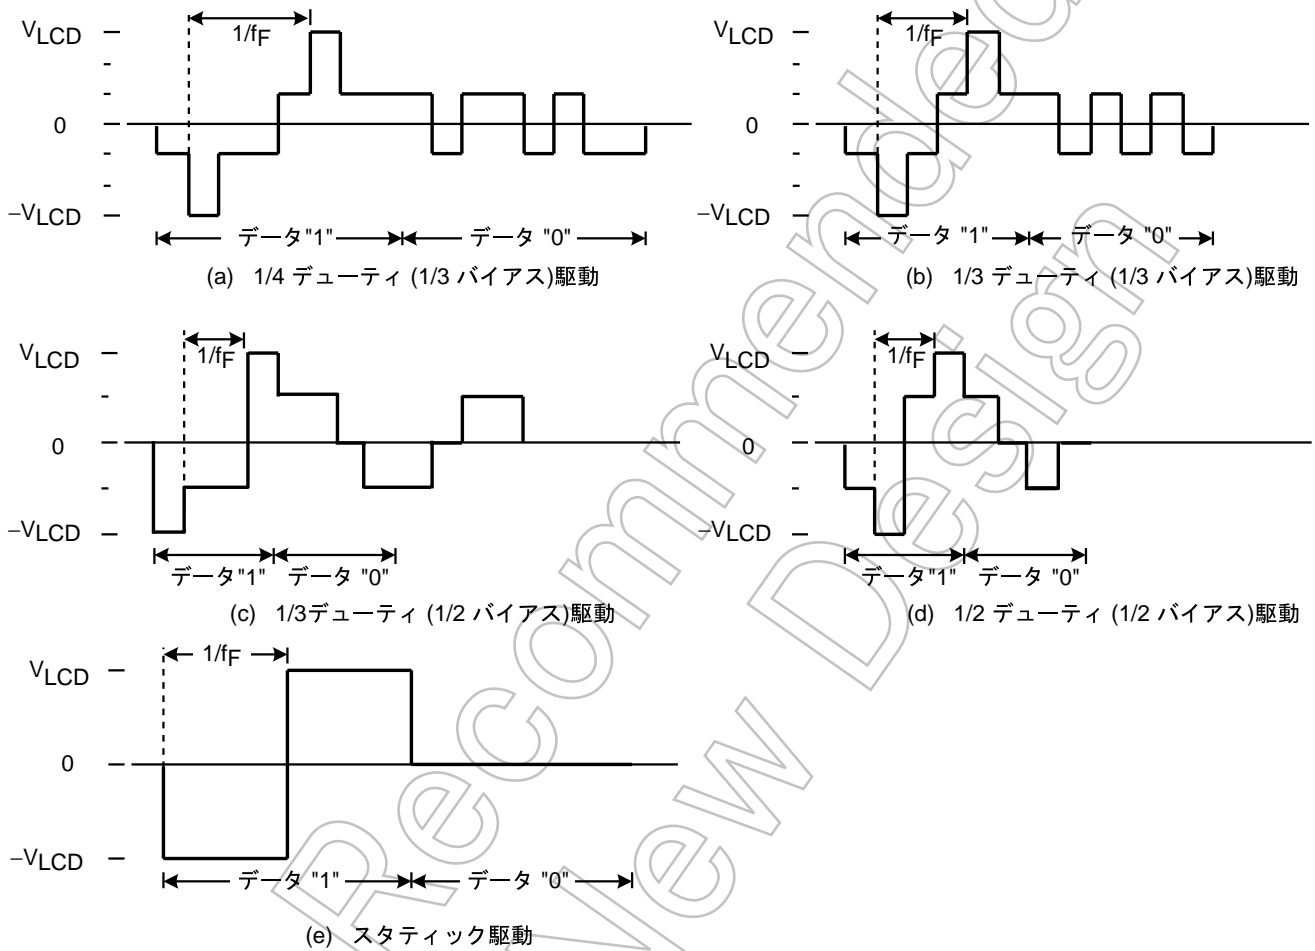 1/fF
VLCD
0
−VLCD
データ"1"
データ "0"
(a) 1/4 デューティ (1/3 バイアス)駆動
1/fF
VLCD
0
−VLCD
データ "1"
データ "0"
(b) 1/3 デューティ (1/3 バイアス)駆動
VLCD
1/fF
0
−VLCD
データ"1"
データ "0"
(c) 1/3デューティ (1/2 バイアス)駆動
VLCD
1/fF
0
−VLCD
データ"1"
データ "0"
(d) 1/2 デューティ (1/2 バイアス)駆動
1/fF
VLCD
0
−VLCD
データ "1"
データ "0"
(e) スタティック駆動
Recommended
New Design